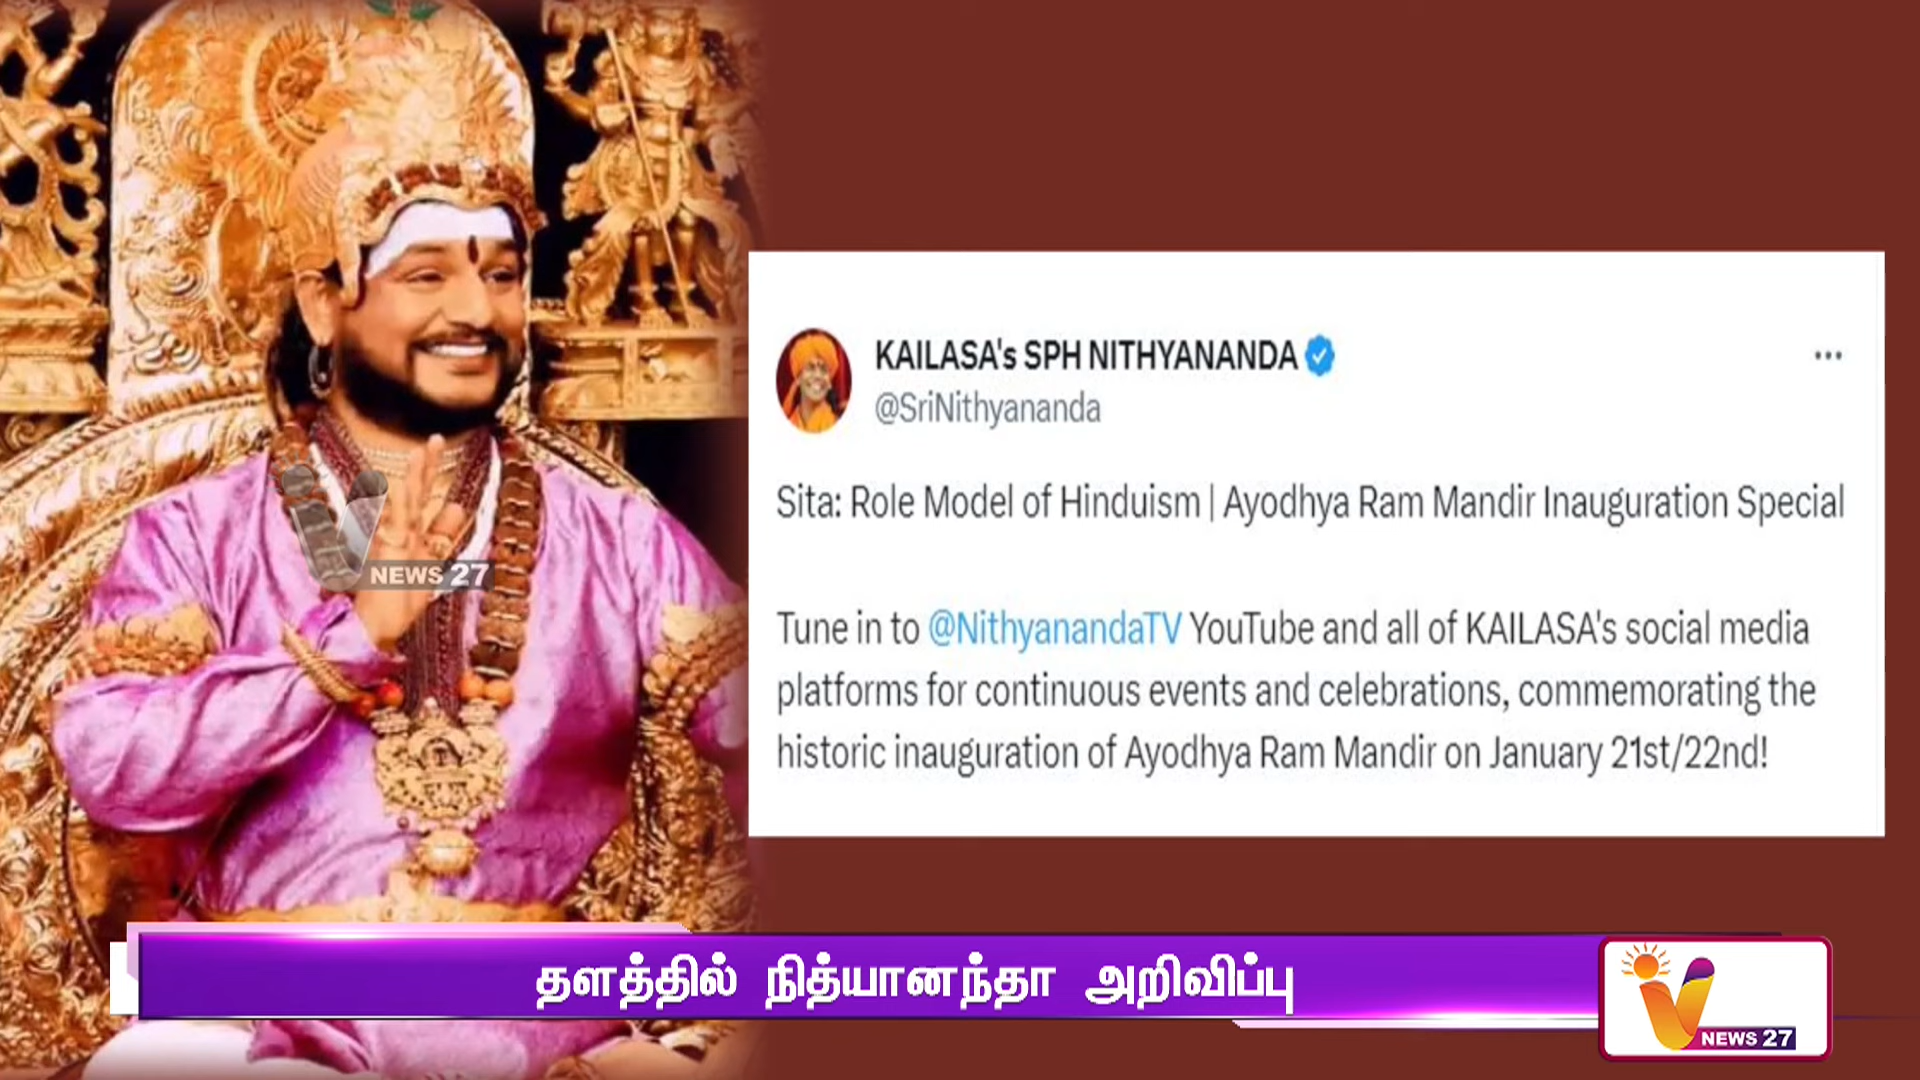 KAILASA's SPH NITHYANANDA
@SriNithyananda
Sita: Role Model of Hinduism | Ayodhya Ram Mandir Inauguration Special
Tune in to @NithyanandaTV YouTube and all of KAILASA's social media
platforms for continuous events and celebrations, commemorating the
historic inauguration of Ayodhya Ram Mandir on January 21st/22nd!
V NEWS 27
தளத்தில் நித்யானந்தா அறிவிப்பு
V NEWS 27